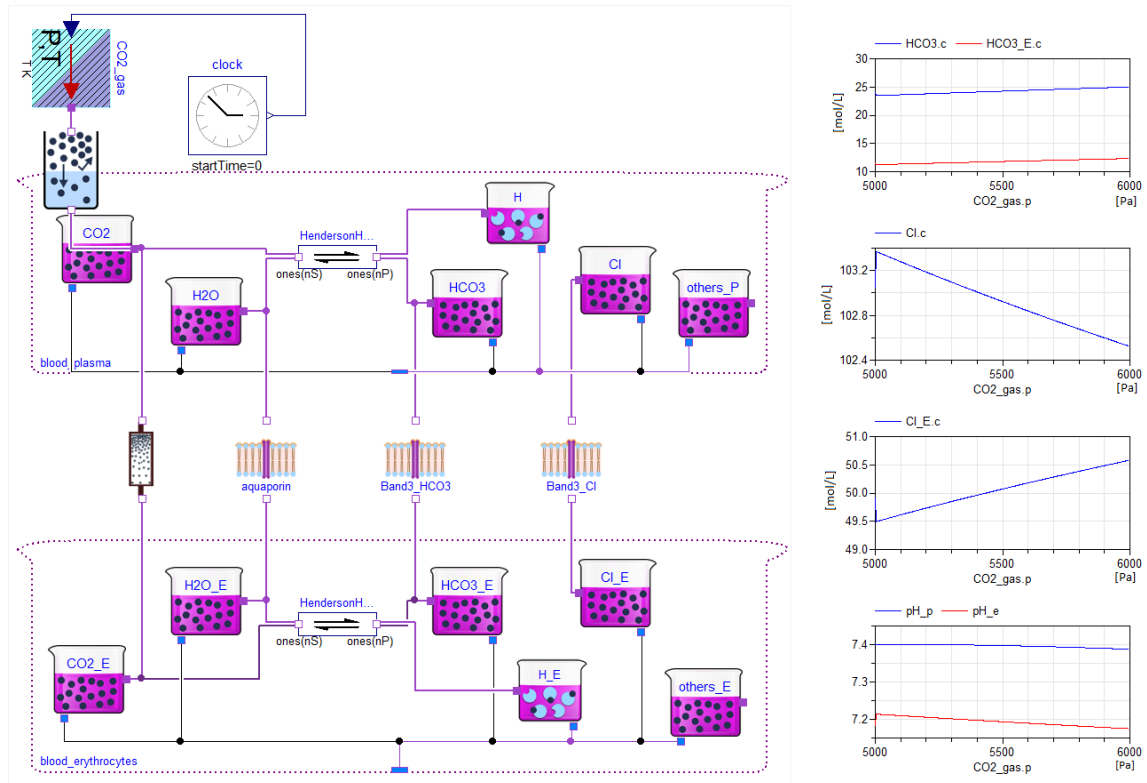 P,T
TK
CO2_gas
clock
startTime=0
CO2
H2O
HendersonH...
ones(nS) ones(nP)
H
HCO3
Cl
others_P
blood_plasma
aquaporin
Band3_HCO3
Band3_Cl
H2O_E
HendersonH...
ones(nS) ones(nP)
HCO3_E
Cl_E
CO2_E
H_E
others_E
blood_erythrocytes
HCO3.c HCO3_E.c
30
25
20
15
10
[mol/L]
5000 5500 6000
CO2_gas.p [Pa]
Cl.c
103.2
102.8
102.4
[mol/L]
5000 5500 6000
CO2_gas.p [Pa]
Cl_E.c
51.0
50.5
50.0
49.5
49.0
[mol/L]
5000 5500 6000
CO2_gas.p [Pa]
pH_p pH_e
7.4
7.3
7.2
5000 5500 6000
CO2_gas.p [Pa]